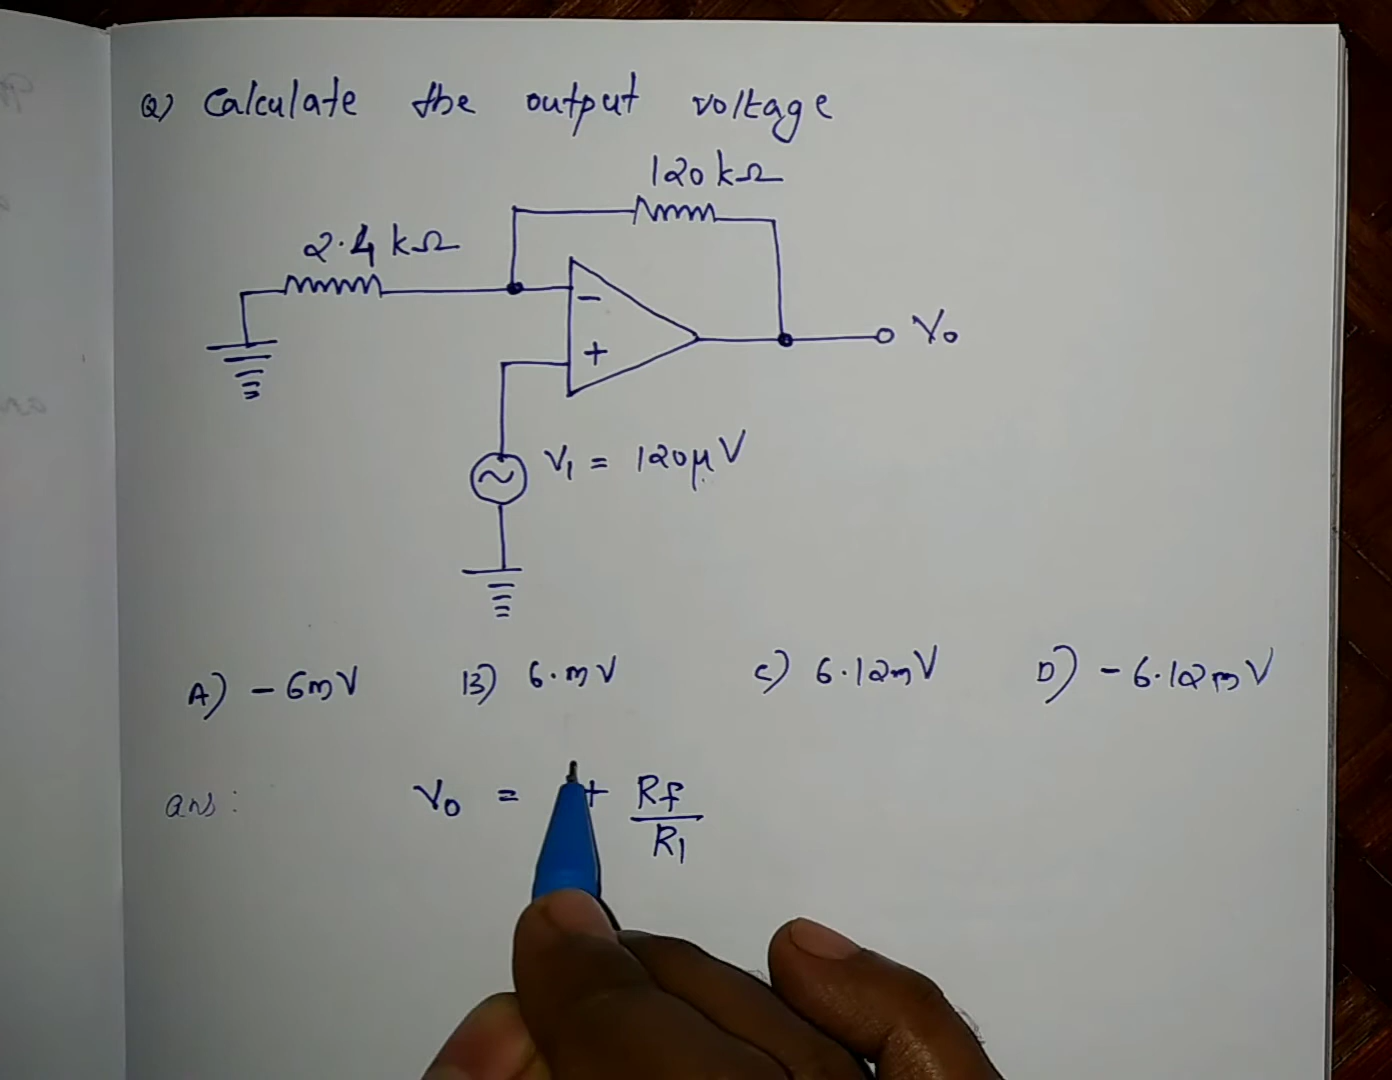 Q) Calculate the output voltage
120 kΩ
2.4 kΩ
−
+
Vo
V1 = 120μV
A) −6mV B) 6.mV C) 6.12mV D) −6.12mV
ans: Vo = + Rf
R1